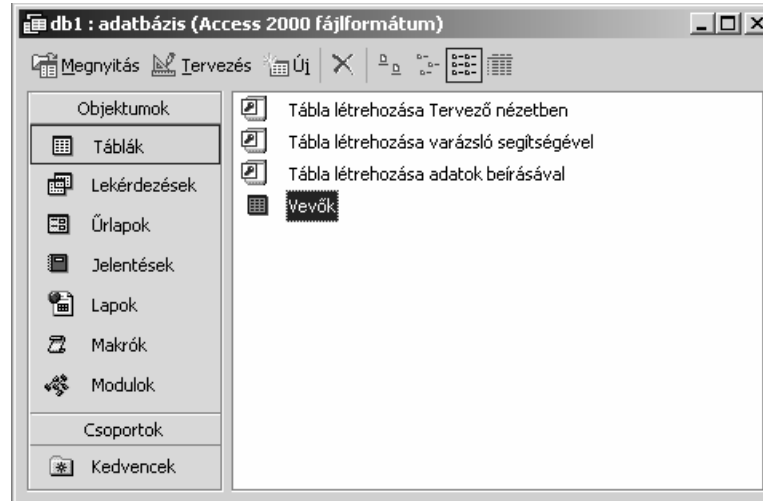 db1 : adatbázis (Access 2000 fájlformátum)
Megnyitás Tervezés Új
Objektumok
Táblák
Lekérdezések
Űrlapok
Jelentések
Lapok
Makrók
Modulok
Csoportok
Kedvencek
Tábla létrehozása Tervező nézetben
Tábla létrehozása varázsló segítségével
Tábla létrehozása adatok beírásával
Vevők